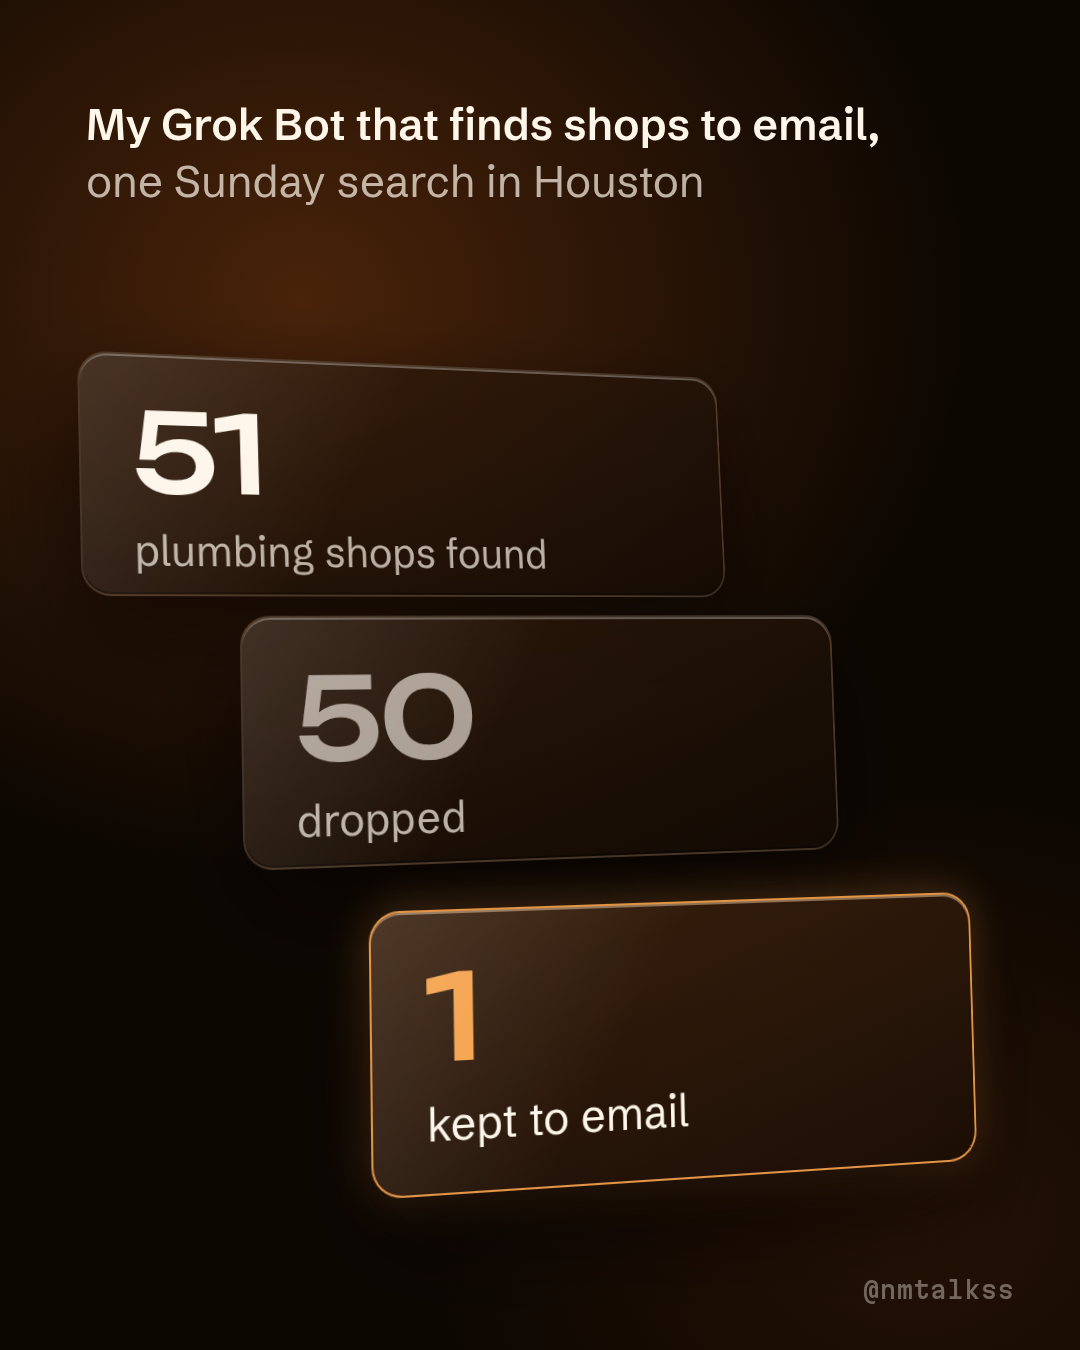 My Grok Bot that finds shops to email,
one Sunday search in Houston
51
plumbing shops found
50
dropped
1
kept to email
@nmtalkss